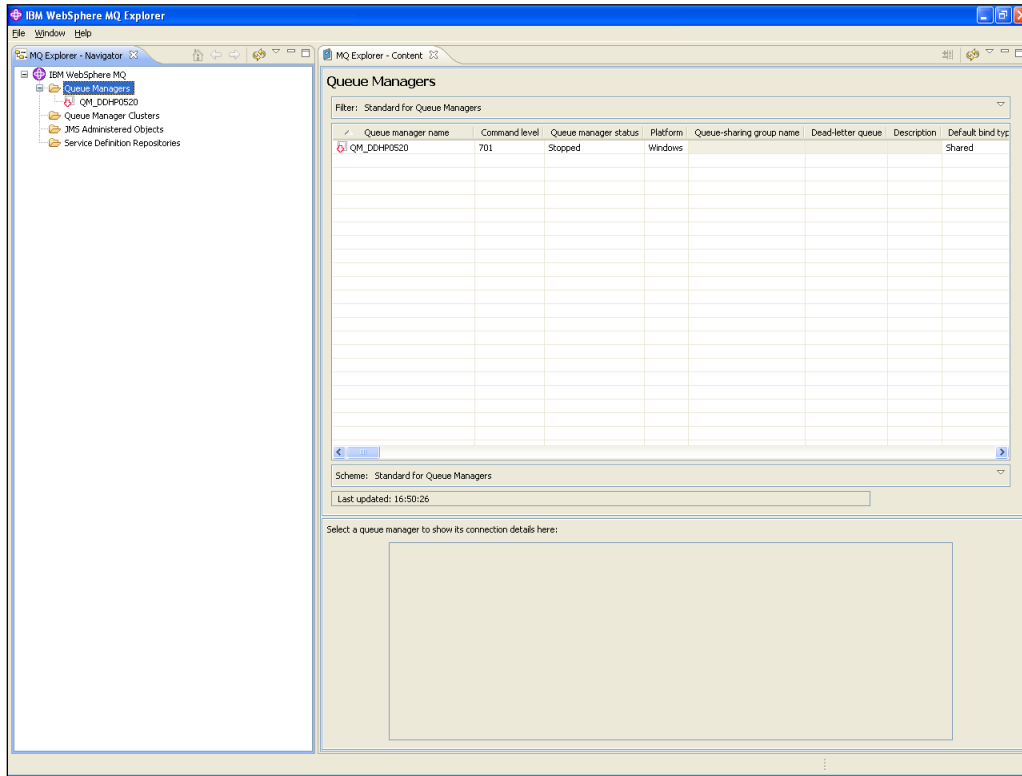 IBM WebSphere MQ Explorer
File Window Help
MQ Explorer - Navigator
IBM WebSphere MQ
Queue Managers
QM_DDHP0520
Queue Manager Clusters
JMS Administered Objects
Service Definition Repositories
MQ Explorer - Content
Queue Managers
Filter: Standard for Queue Managers
Queue manager name Command level Queue manager status Platform Queue-sharing group name Dead-letter queue Description Default bind typ
QM_DDHP0520 701 Stopped Windows Shared
Scheme: Standard for Queue Managers
Last updated: 16:50:26
Select a queue manager to show its connection details here: